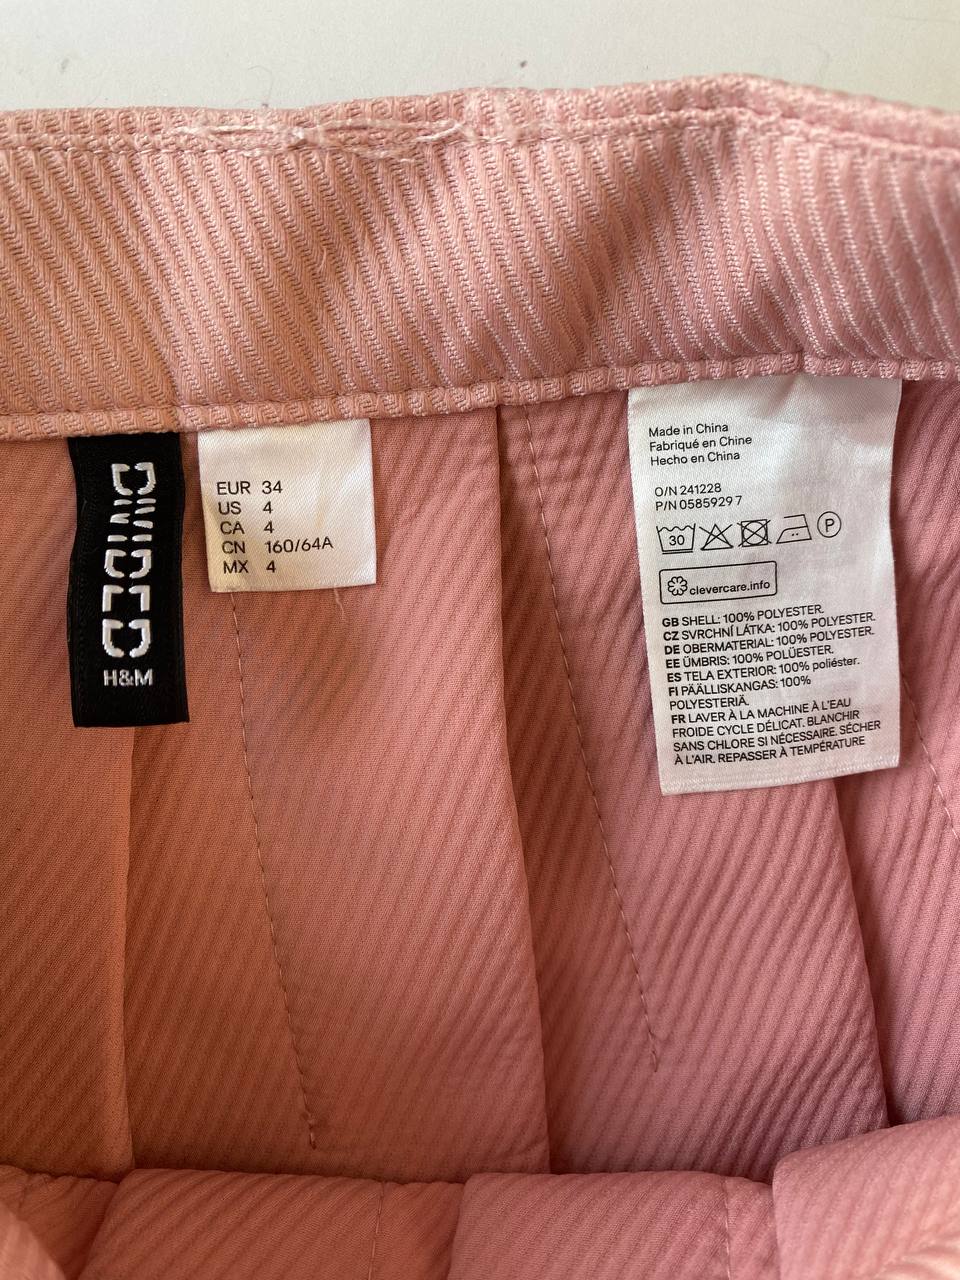 DIVIDED
H&M
EUR 34
US 4
CA 4
CN 160/64A
MX 4
Made in China
Fabriqué en Chine
Hecho en China
O/N 241228
P/N 0585929 7
30
P
clevercare.info
GB SHELL: 100% POLYESTER.
CZ SVRCHNÍ LÁTKA: 100% POLYESTER.
DE OBERMATERIAL: 100% POLYESTER.
EE ÜMBRIS: 100% POLÜESTER.
ES TELA EXTERIOR: 100% poliéster.
FI PÄÄLLISKANGAS: 100%
POLYESTERIÄ.
FR LAVER À LA MACHINE À L'EAU
FROIDE CYCLE DÉLICAT. BLANCHIR
SANS CHLORE SI NÉCESSAIRE. SÉCHER
À L'AIR. REPASSER À TEMPÉRATURE